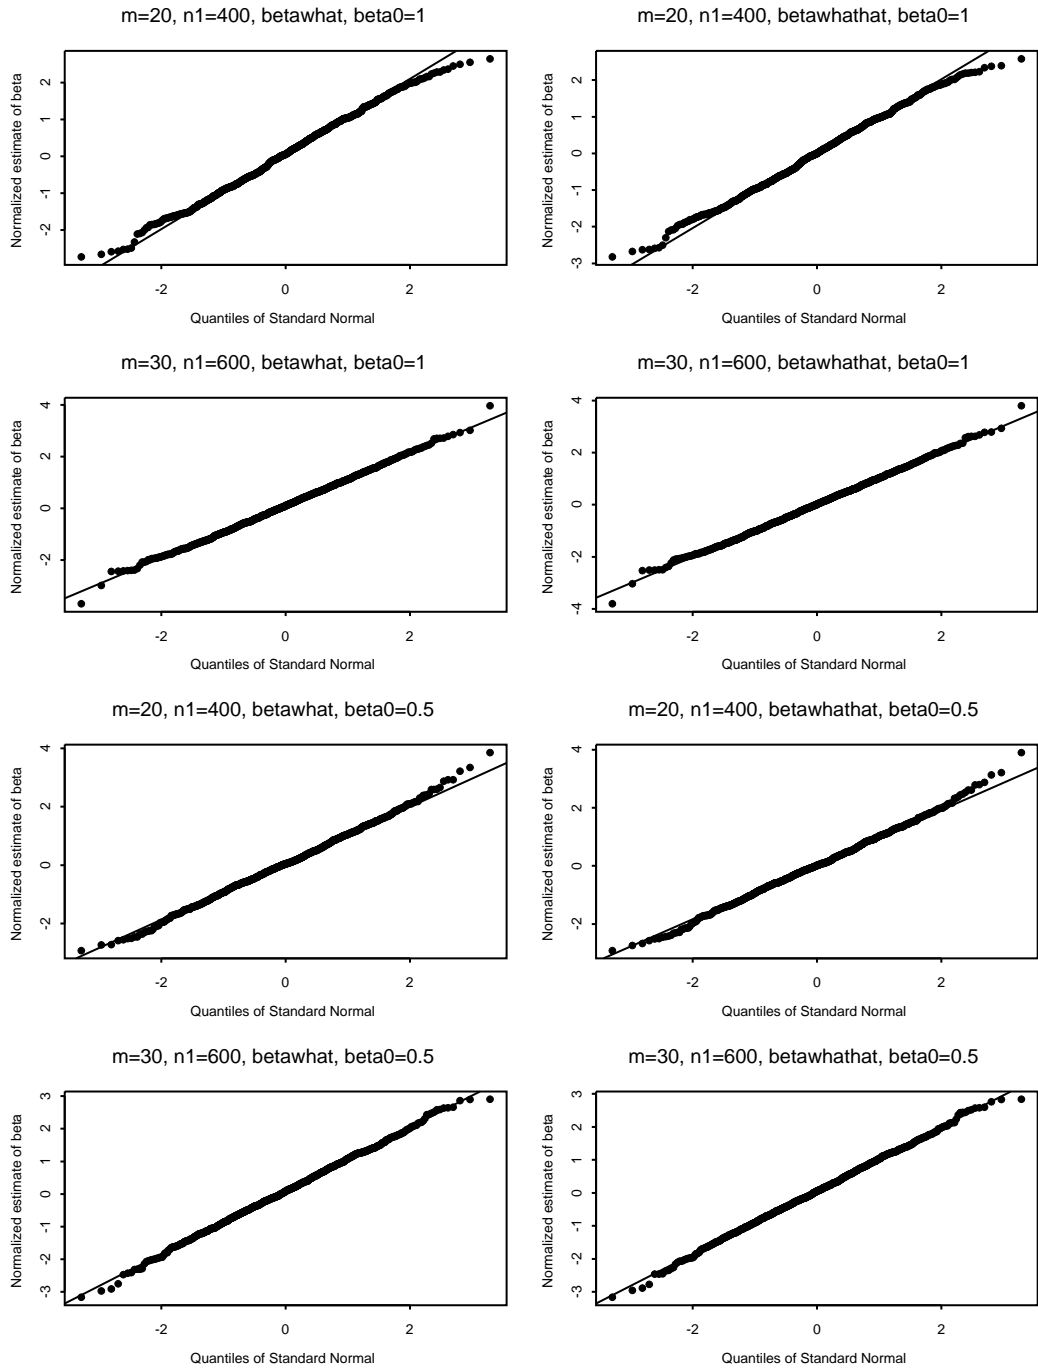 m=20, n1=400, betawhat, beta0=1
Normalized estimate of beta
2
1
0
-1
-2
-2 0 2
Quantiles of Standard Normal
m=20, n1=400, betawhathat, beta0=1
Normalized estimate of beta
2
1
0
-1
-2
-3
-2 0 2
Quantiles of Standard Normal
m=30, n1=600, betawhat, beta0=1
Normalized estimate of beta
4
2
0
-2
-2 0 2
Quantiles of Standard Normal
m=30, n1=600, betawhathat, beta0=1
Normalized estimate of beta
4
2
0
-2
-4
-2 0 2
Quantiles of Standard Normal
m=20, n1=400, betawhat, beta0=0.5
Normalized estimate of beta
4
2
0
-2
-2 0 2
Quantiles of Standard Normal
m=20, n1=400, betawhathat, beta0=0.5
Normalized estimate of beta
4
2
0
-2
-2 0 2
Quantiles of Standard Normal
m=30, n1=600, betawhat, beta0=0.5
Normalized estimate of beta
3
2
1
0
-1
-2
-3
-2 0 2
Quantiles of Standard Normal
m=30, n1=600, betawhathat, beta0=0.5
Normalized estimate of beta
3
2
1
0
-1
-2
-3
-2 0 2
Quantiles of Standard Normal